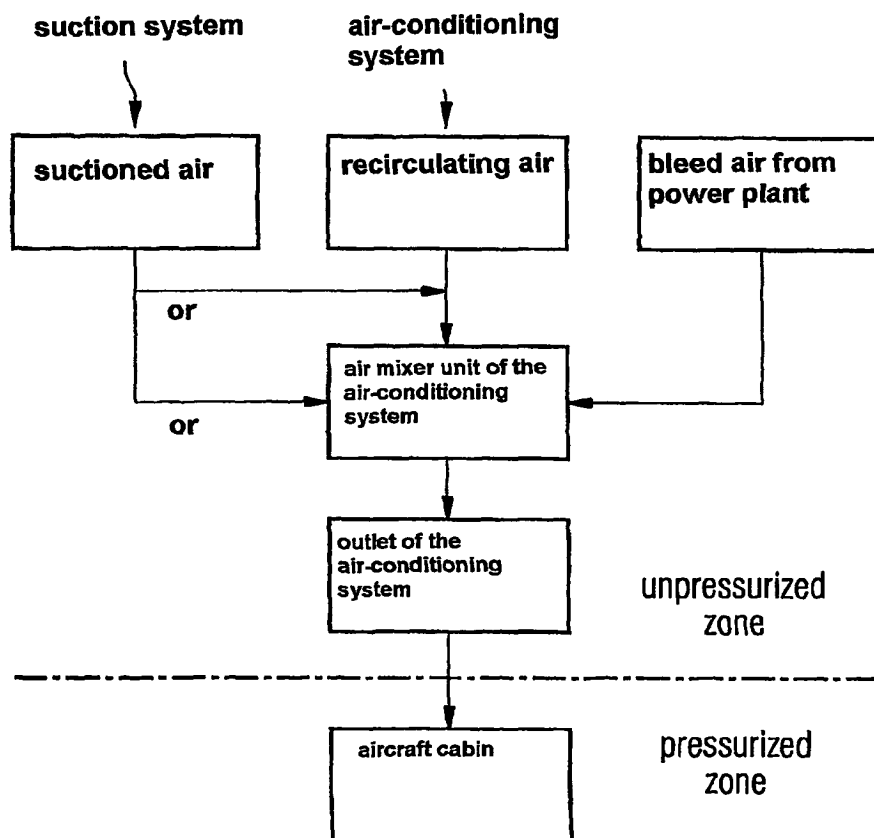 suction system
air-conditioning
system
suctioned air
recirculating air
bleed air from
power plant
or
air mixer unit of the
air-conditioning
system
or
outlet of the
air-conditioning
system
unpressurized
zone
aircraft cabin
pressurized
zone